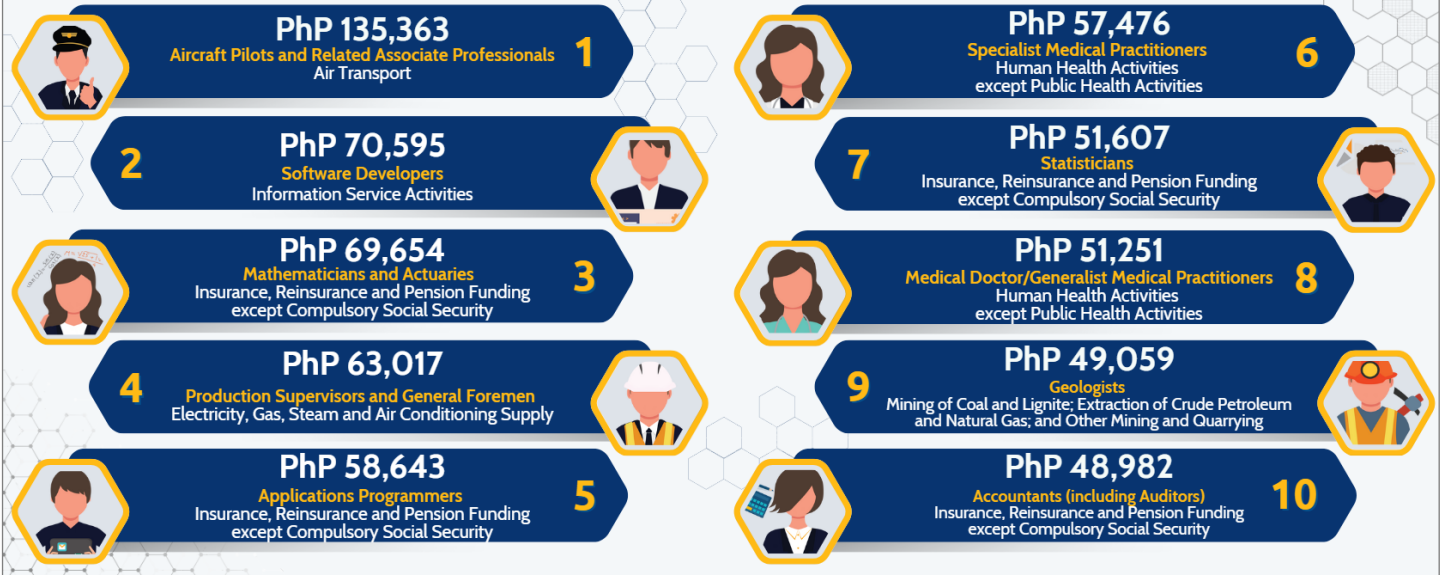 PhP 135,363
Aircraft Pilots and Related Associate Professionals
Air Transport
1
2
PhP 70,595
Software Developers
Information Service Activities
PhP 69,654
Mathematicians and Actuaries
Insurance, Reinsurance and Pension Funding
except Compulsory Social Security
3
4
PhP 63,017
Production Supervisors and General Foremen
Electricity, Gas, Steam and Air Conditioning Supply
PhP 58,643
Applications Programmers
Insurance, Reinsurance and Pension Funding
except Compulsory Social Security
5
PhP 57,476
Specialist Medical Practitioners
Human Health Activities
except Public Health Activities
6
7
PhP 51,607
Statisticians
Insurance, Reinsurance and Pension Funding
except Compulsory Social Security
PhP 51,251
Medical Doctor/Generalist Medical Practitioners
Human Health Activities
except Public Health Activities
8
9
PhP 49,059
Geologists
Mining of Coal and Lignite; Extraction of Crude Petroleum
and Natural Gas; and Other Mining and Quarrying
PhP 48,982
Accountants (including Auditors)
Insurance, Reinsurance and Pension Funding
except Compulsory Social Security
10